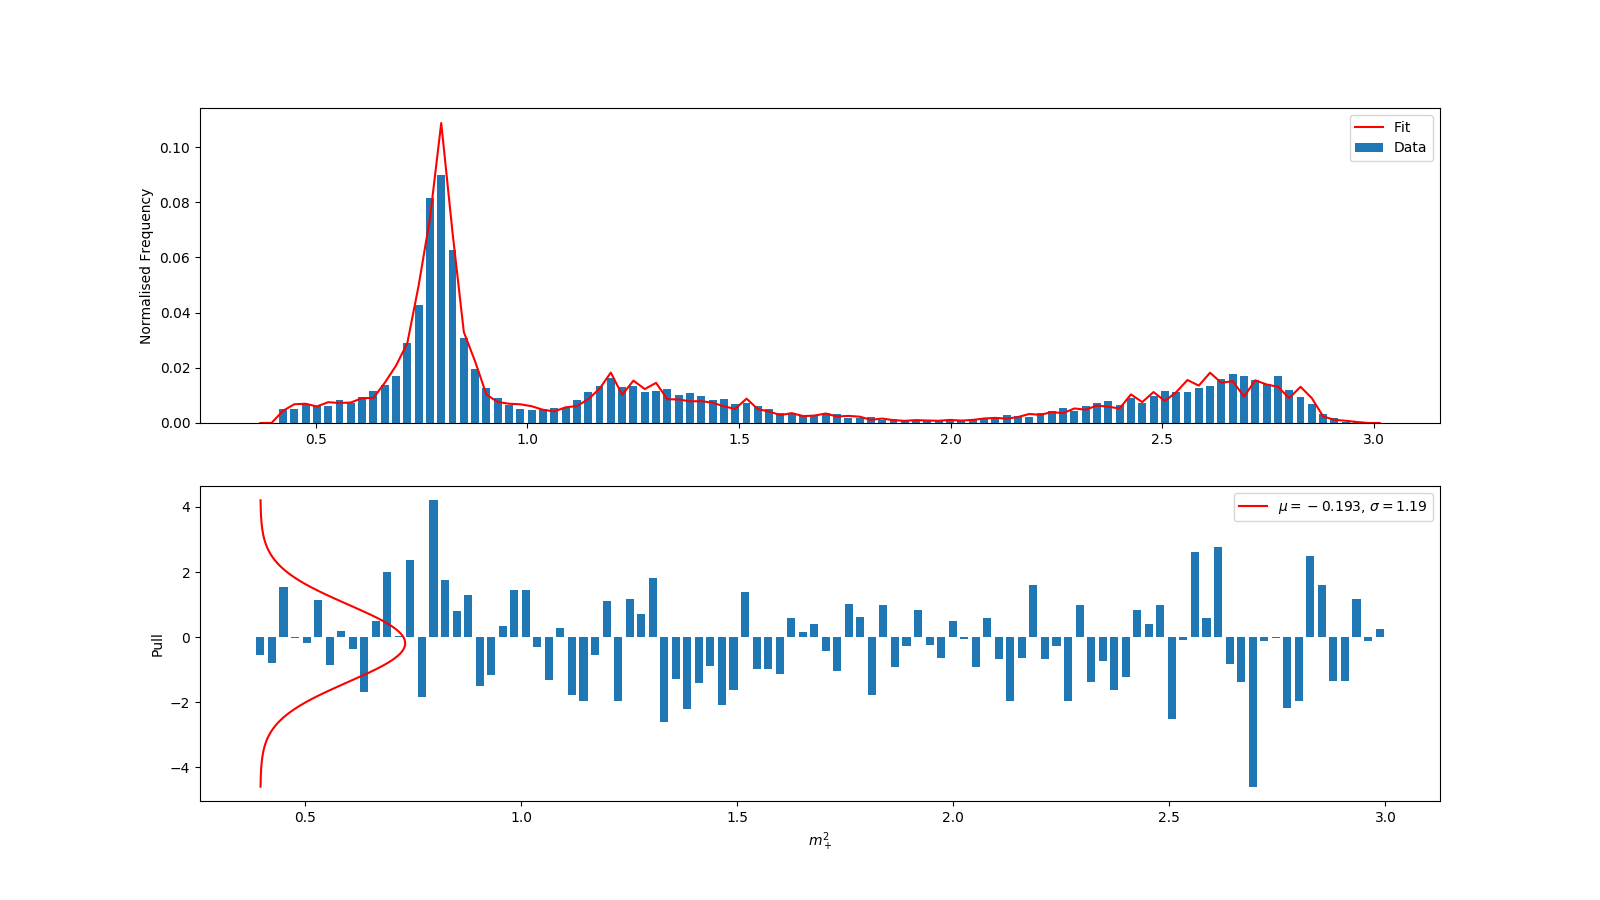 Normalised Frequency
0.10
0.08
0.06
0.04
0.02
0.00
0.5 1.0 1.5 2.0 2.5 3.0
Fit
Data
Pull
4
2
0
−2
−4
μ = −0.193, σ = 1.19
0.5 1.0 1.5 2.0 2.5 3.0
m²₊